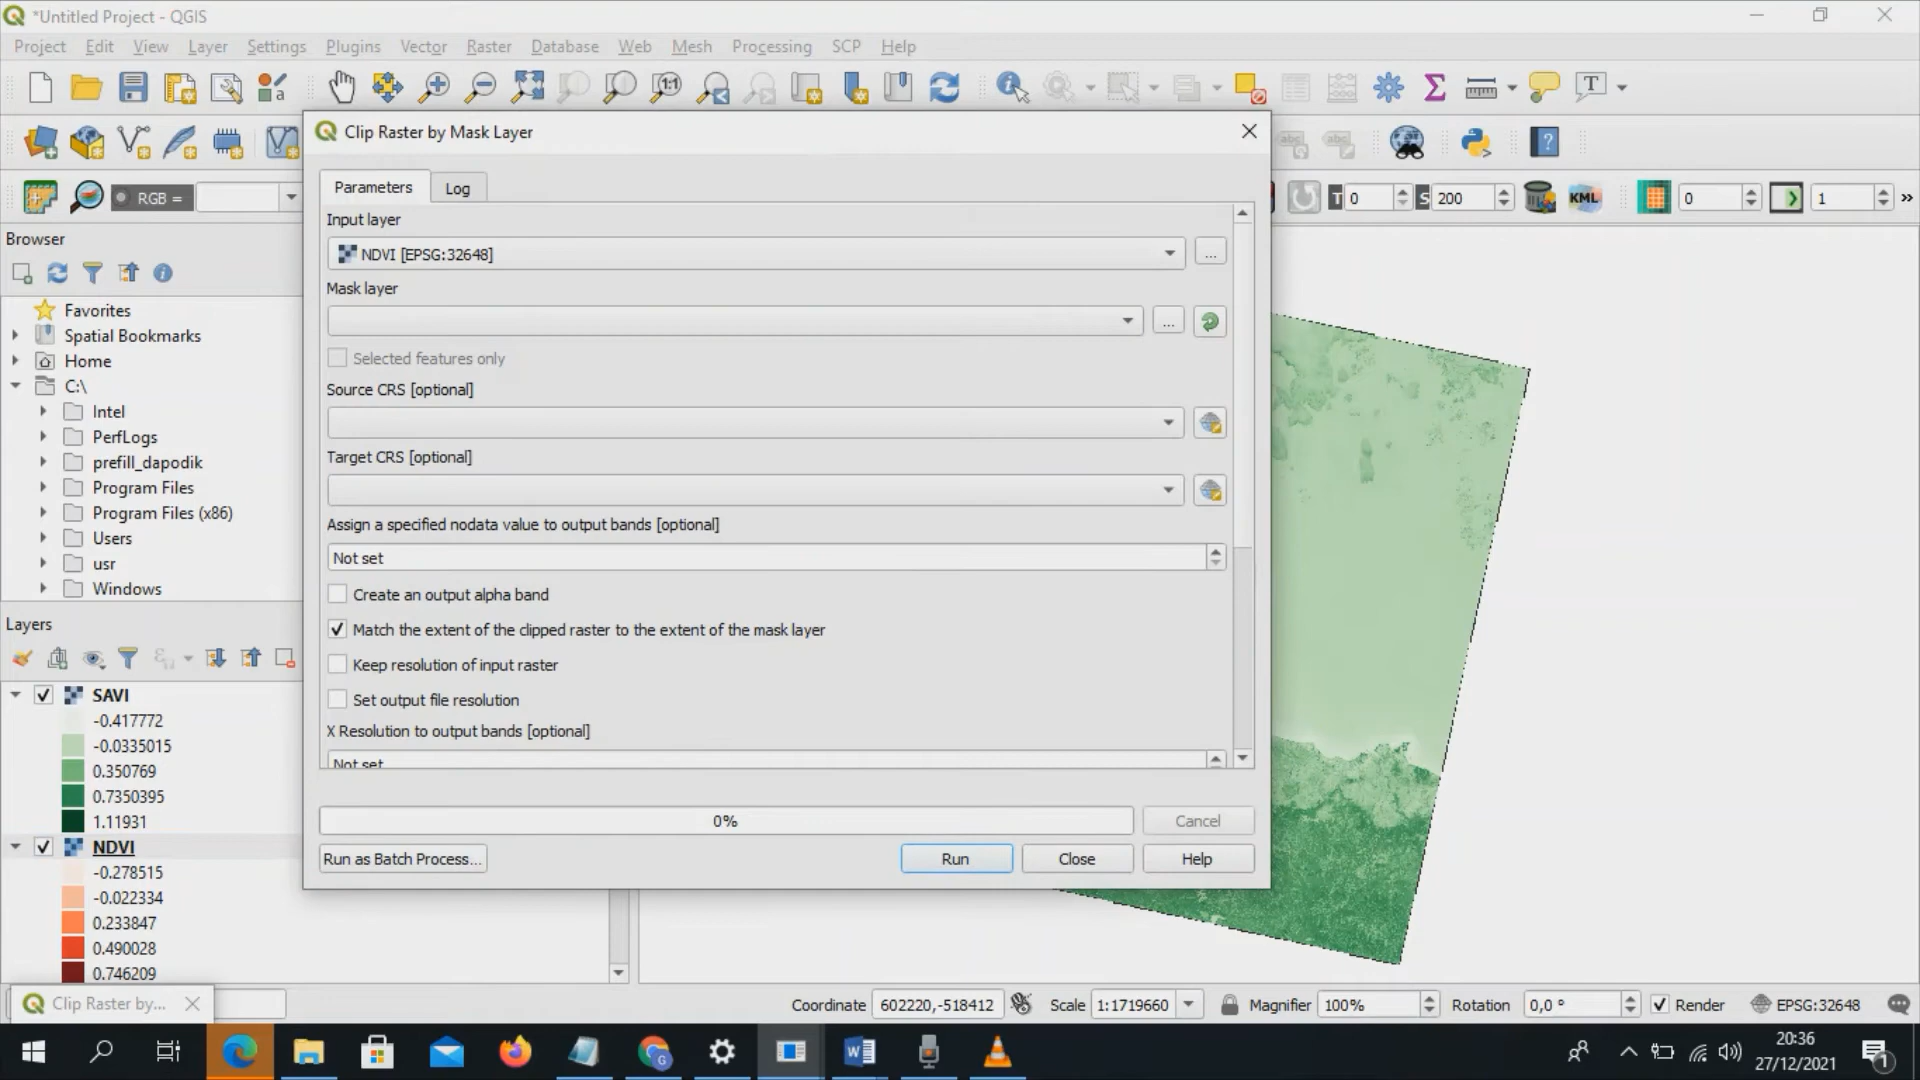 *Untitled Project - QGIS
Project Edit View Layer Settings Plugins Vector Raster Database Web Mesh Processing SCP Help
RGB =
T 0 S 200 KML 0 1 »
Clip Raster by Mask Layer
Parameters Log
Input layer
NDVI [EPSG:32648] ...
Mask layer
...
Selected features only
Source CRS [optional]
Target CRS [optional]
Assign a specified nodata value to output bands [optional]
Not set
Create an output alpha band
Match the extent of the clipped raster to the extent of the mask layer
Keep resolution of input raster
Set output file resolution
X Resolution to output bands [optional]
Not set
0% Cancel
Run as Batch Process... Run Close Help
Browser
Favorites
Spatial Bookmarks
Home
C:\
Intel
PerfLogs
prefill_dapodik
Program Files
Program Files (x86)
Users
usr
Windows
Layers
SAVI
-0.417772
-0.0335015
0.350769
0.7350395
1.11931
NDVI
-0.278515
-0.022334
0.233847
0.490028
0.746209
Clip Raster by...
Coordinate 602220,-518412 Scale 1:1719660 Magnifier 100% Rotation 0,0 ° Render EPSG:32648
20:36
27/12/2021
1